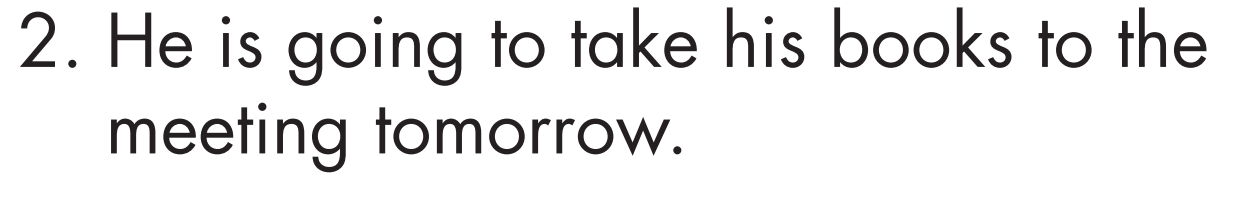 2. He is going to take his books to the
meeting tomorrow.